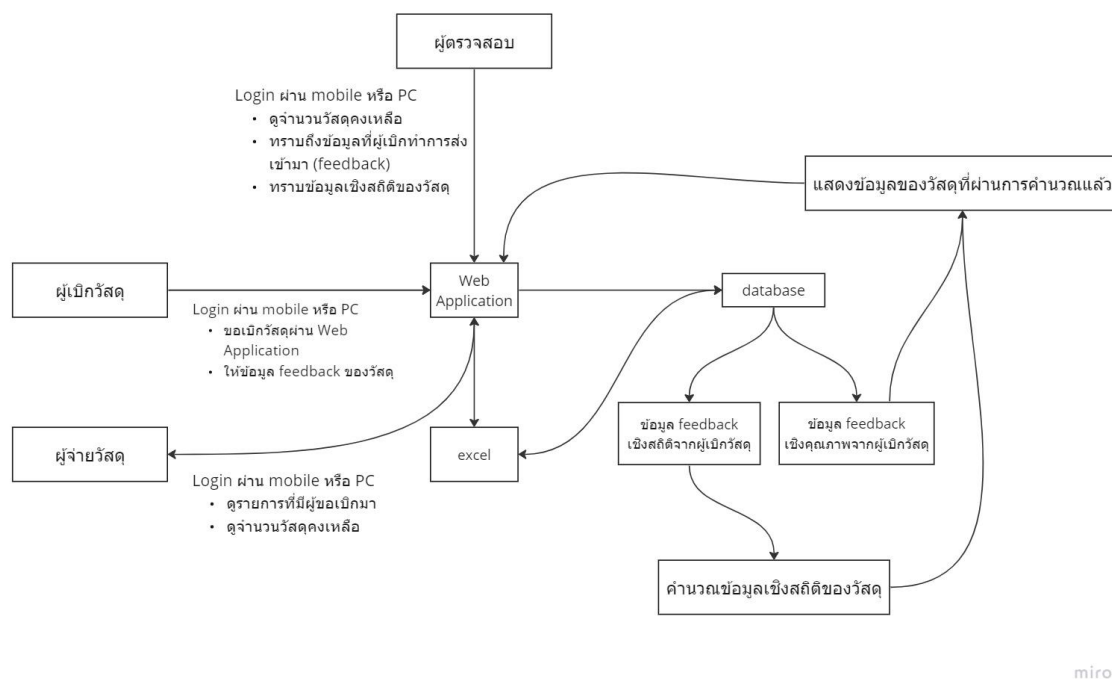 ผู้ตรวจสอบ
Login ผ่าน mobile หรือ PC
• ดูจำนวนวัสดุคงเหลือ
• ทราบถึงข้อมูลที่ผู้เบิกทำการส่ง
เข้ามา (feedback)
• ทราบข้อมูลเชิงสถิติของวัสดุ
แสดงข้อมูลของวัสดุที่ผ่านการคำนวณแล้ว
ผู้เบิกวัสดุ
Web
Application
database
Login ผ่าน mobile หรือ PC
• ขอเบิกวัสดุผ่าน Web
Application
• ให้ข้อมูล feedback ของวัสดุ
ข้อมูล feedback
เชิงสถิติจากผู้เบิกวัสดุ
ข้อมูล feedback
เชิงคุณภาพจากผู้เบิกวัสดุ
ผู้จ่ายวัสดุ
excel
Login ผ่าน mobile หรือ PC
• ดูรายการที่มีผู้ขอเบิกมา
• ดูจำนวนวัสดุคงเหลือ
คำนวณข้อมูลเชิงสถิติของวัสดุ
miro